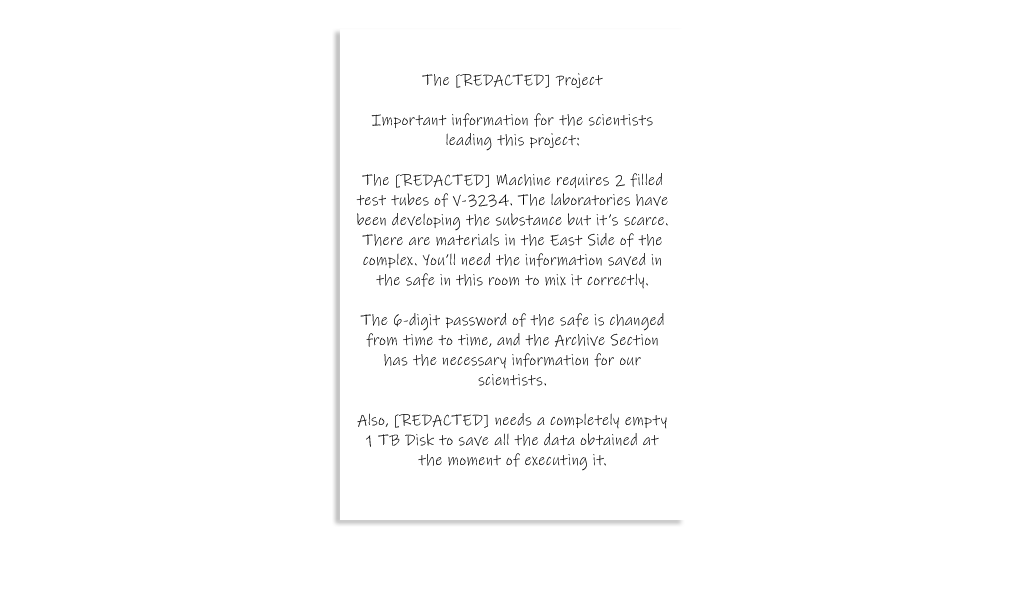 The [REDACTED] Project
Important information for the scientists
leading this project:
The [REDACTED] Machine requires 2 filled
test tubes of V-3234. The laboratories have
been developing the substance but it's scarce.
There are materials in the East Side of the
complex. You'll need the information saved in
the safe in this room to mix it correctly.
The 6-digit password of the safe is changed
from time to time, and the Archive Section
has the necessary information for our
scientists.
Also, [REDACTED] needs a completely empty
1 TB Disk to save all the data obtained at
the moment of executing it.